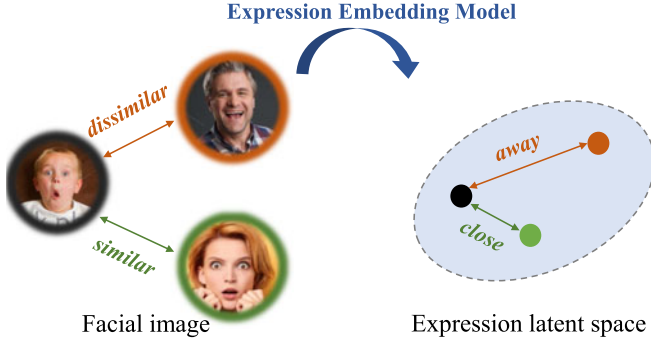 Expression Embedding Model
dissimilar
similar
away
close
Facial image
Expression latent space